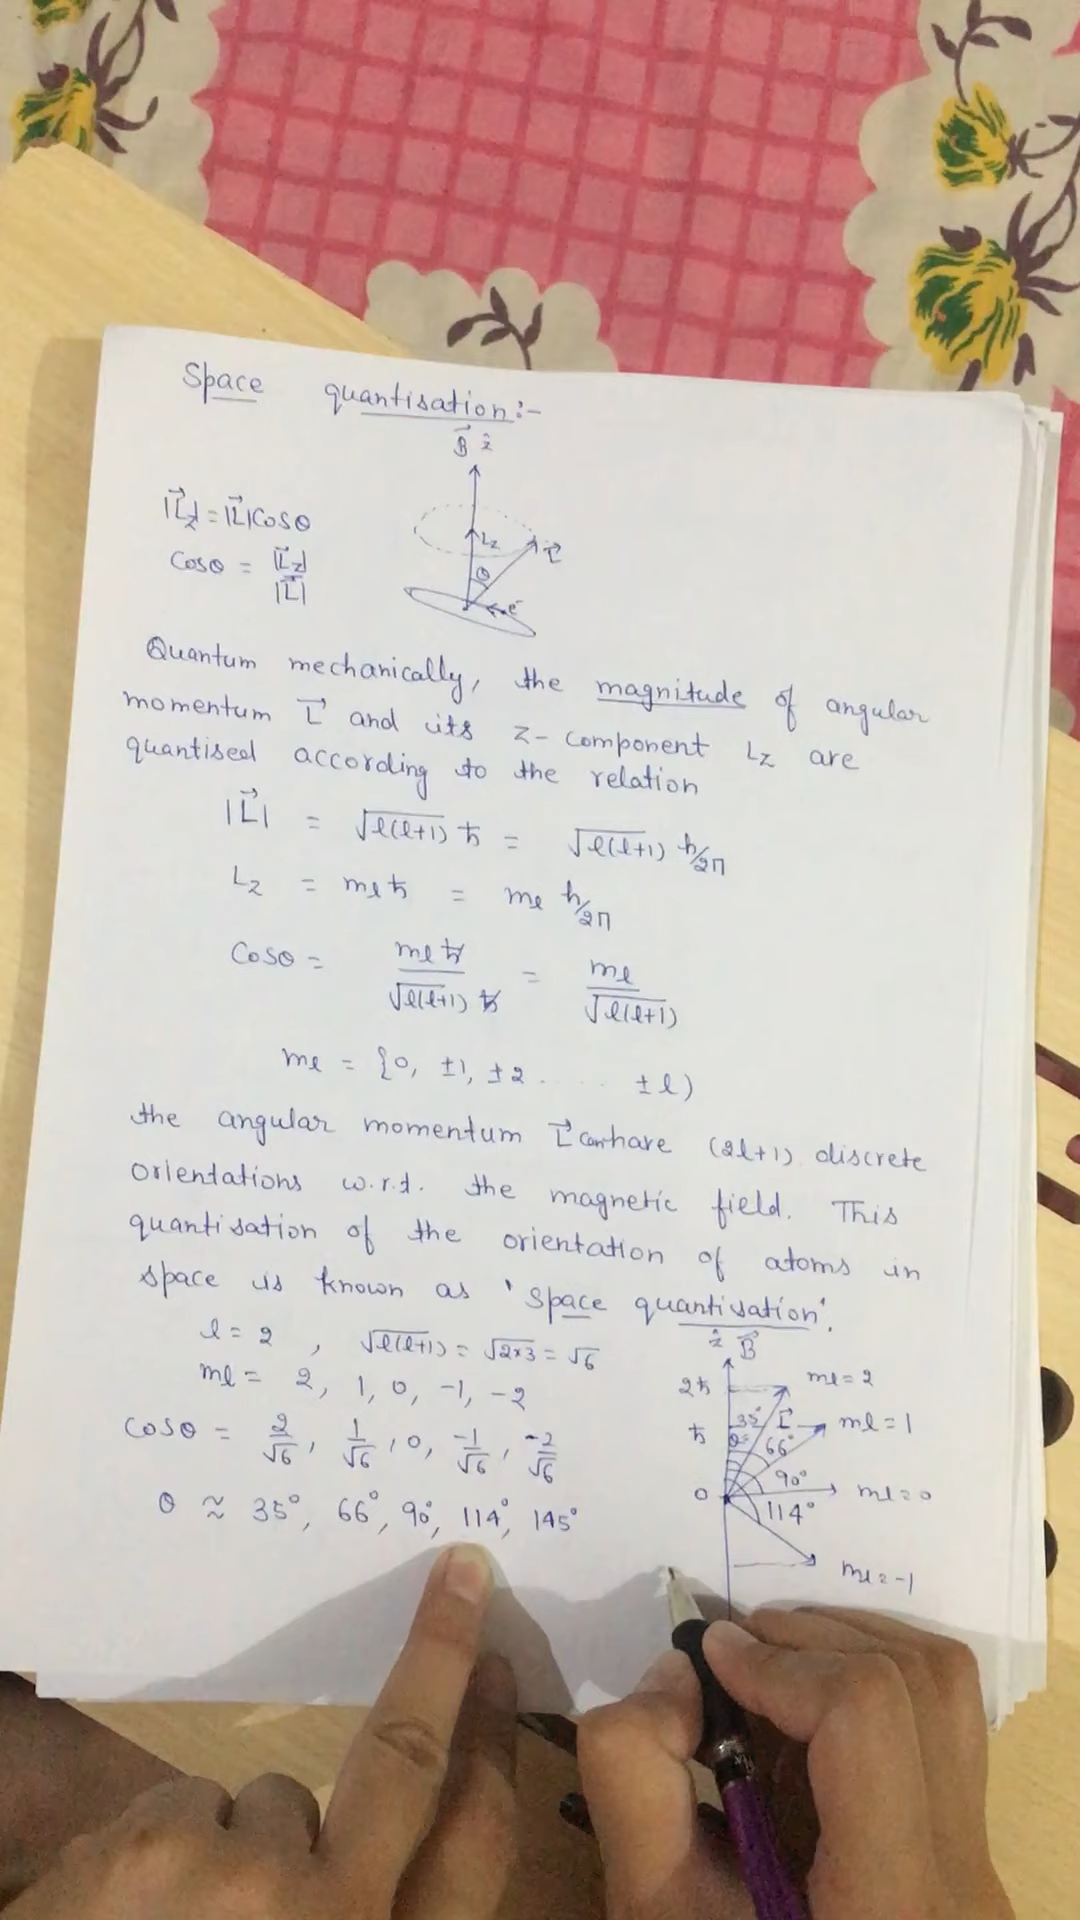 Space quantisation:-
B⃗ ẑ
|L⃗z| = |L⃗|Cosθ
Lz
L⃗
Cosθ = |L⃗z| / |L⃗|
θ
e⁻
Quantum mechanically, the magnitude of angular
momentum L⃗ and its z-component Lz are
quantised according to the relation
|L⃗| = √l(l+1) ħ = √l(l+1) h/2π
Lz = mlħ = ml h/2π
Cosθ = mlħ / √l(l+1) ħ = ml / √l(l+1)
ml = {0, ±1, ±2 ..... ±l)
the angular momentum L⃗ can have (2l+1) discrete
orientations w.r.t. the magnetic field. This
quantisation of the orientation of atoms in
space is known as 'Space quantisation'.
l = 2 , √l(l+1) = √2×3 = √6
ml = 2, 1, 0, -1, -2
Cosθ = 2/√6, 1/√6, 0, -1/√6, -2/√6
θ ≈ 35°, 66°, 90°, 114°, 145°
ẑ B⃗
2ħ ml = 2
ħ 35° L⃗ ml = 1
66°
90°
0 ml = 0
114°
ml = -1